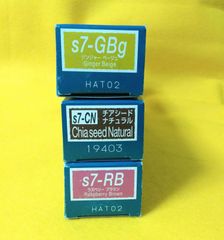 s7-GBg
ジンジャー ベージュ
Ginger Beige
HAT02
s7-CN
チアシード
ナチュラル
Chiaseed Natural
19403
s7-RB
ラズベリー ブラウン
Raspberry Brown
HAT02